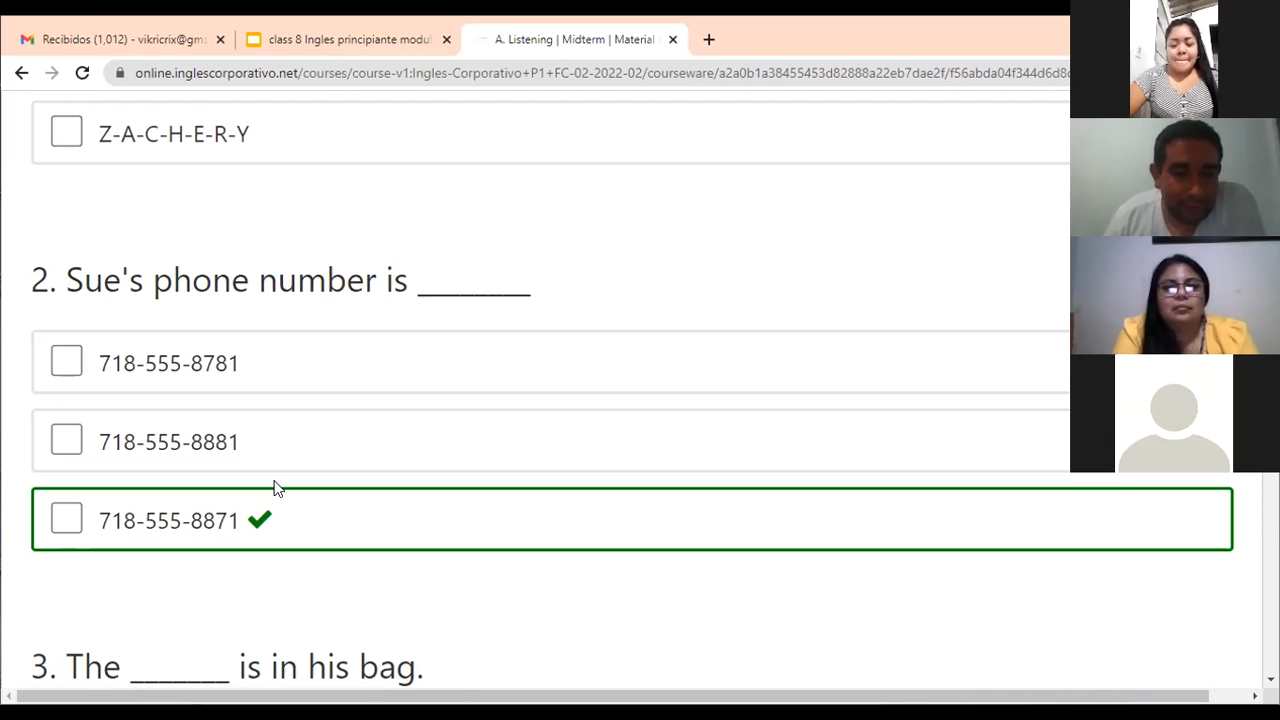 Recibidos (1,012) - vikricrix@gm
class 8 Ingles principiante modul
A. Listening | Midterm | Material
online.inglescorporativo.net/courses/course-v1:Ingles-Corporativo+P1+FC-02-2022-02/courseware/a2a0b1a38455453d82888a22eb7dae2f/f56abda04f344d6d8c
Z-A-C-H-E-R-Y
2. Sue's phone number is ________
718-555-8781
718-555-8881
718-555-8871
3. The _______ is in his bag.